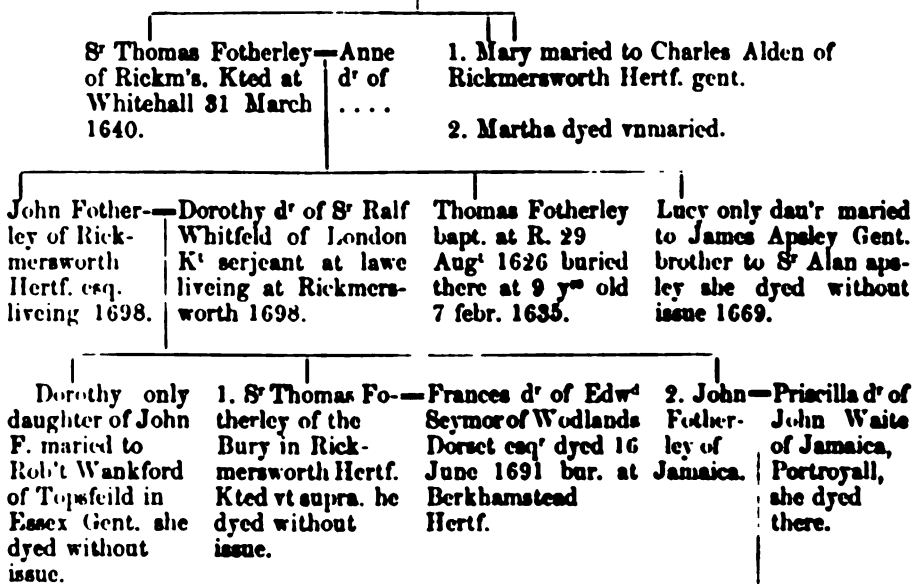 Sr Thomas Fotherley=Anne
of Rickm's. Kted at dr of
Whitehall 31 March ....
1640.
1. Mary maried to Charles Alden of
Rickmersworth Hertf. gent.
2. Martha dyed vnmaried.
John Fother-
ley of Rick-
mersworth
Hertf. esq.
liveing 1698.
=Dorothy dr of Sr Ralf
Whitfeld of London
Kt serjeant at lawe
liveing at Rickmers-
worth 1698.
Thomas Fotherley
bapt. at R. 29
Augt 1626 buried
there at 9 yres old
7 febr. 1635.
Lucy only dau'r maried
to James Apsley Gent.
brother to Sr Alan aps-
ley she dyed without
issue 1669.
Dorothy only
daughter of John
F. maried to
Rob't Wankford
of Topsfeild in
Essex Gent. she
dyed without
issue.
1. Sr Thomas Fo-
therley of the
Bury in Rick-
mersworth Hertf.
Kted vt supra. he
dyed without
issue.
=Frances dr of Edwd
Seymor of Wodlands
Dorset esqr dyed 16
June 1691 bur. at
Berkhamstead
Hertf.
2. John
Fother-
ley of
Jamaica.
=Priscilla dr of
John Waite
of Jamaica,
Portroyall,
she dyed
there.